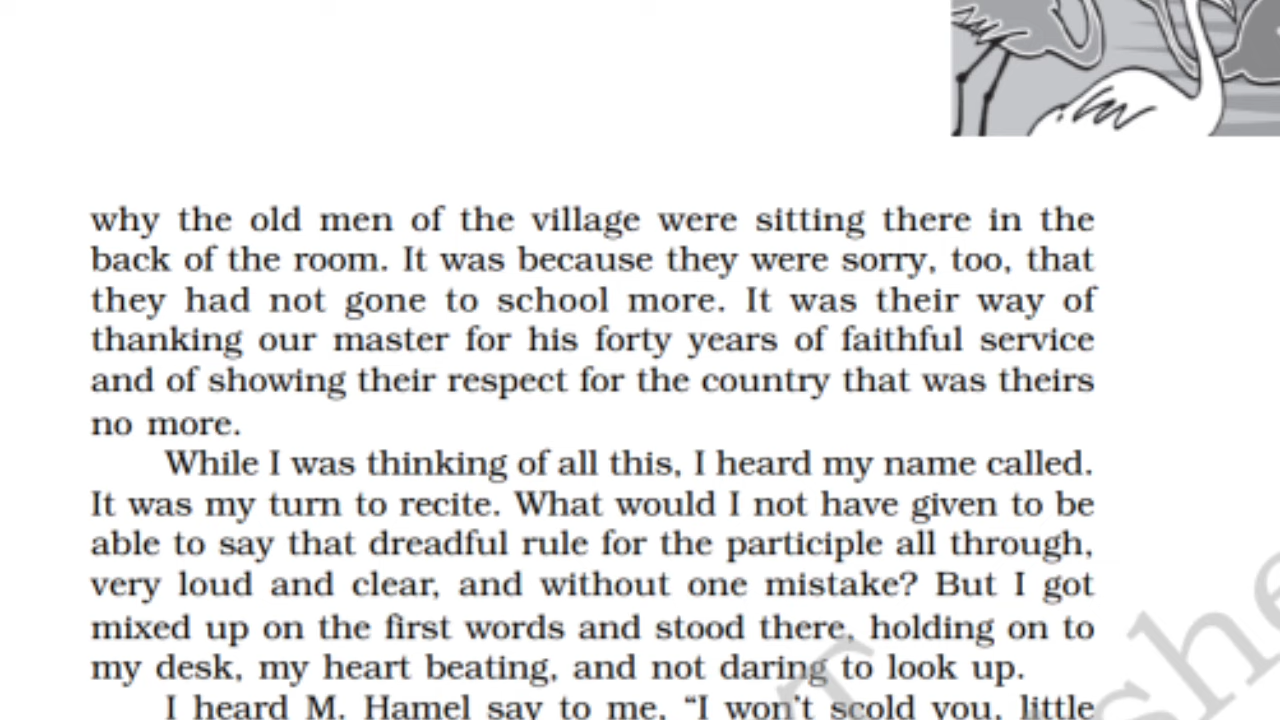 why the old men of the village were sitting there in the
back of the room. It was because they were sorry, too, that
they had not gone to school more. It was their way of
thanking our master for his forty years of faithful service
and of showing their respect for the country that was theirs
no more.
While I was thinking of all this, I heard my name called.
It was my turn to recite. What would I not have given to be
able to say that dreadful rule for the participle all through,
very loud and clear, and without one mistake? But I got
mixed up on the first words and stood there, holding on to
my desk, my heart beating, and not daring to look up.
I heard M. Hamel say to me, “I won't scold you, little